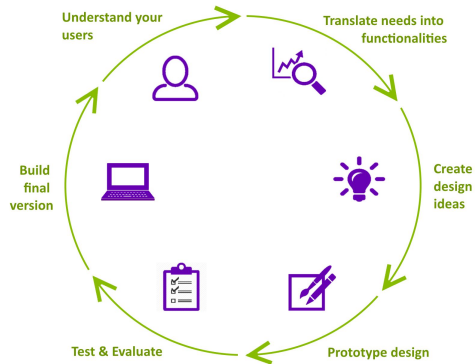 Understand your
users
Translate needs into
functionalities
Create
design
ideas
Prototype design
Test & Evaluate
Build
final
version